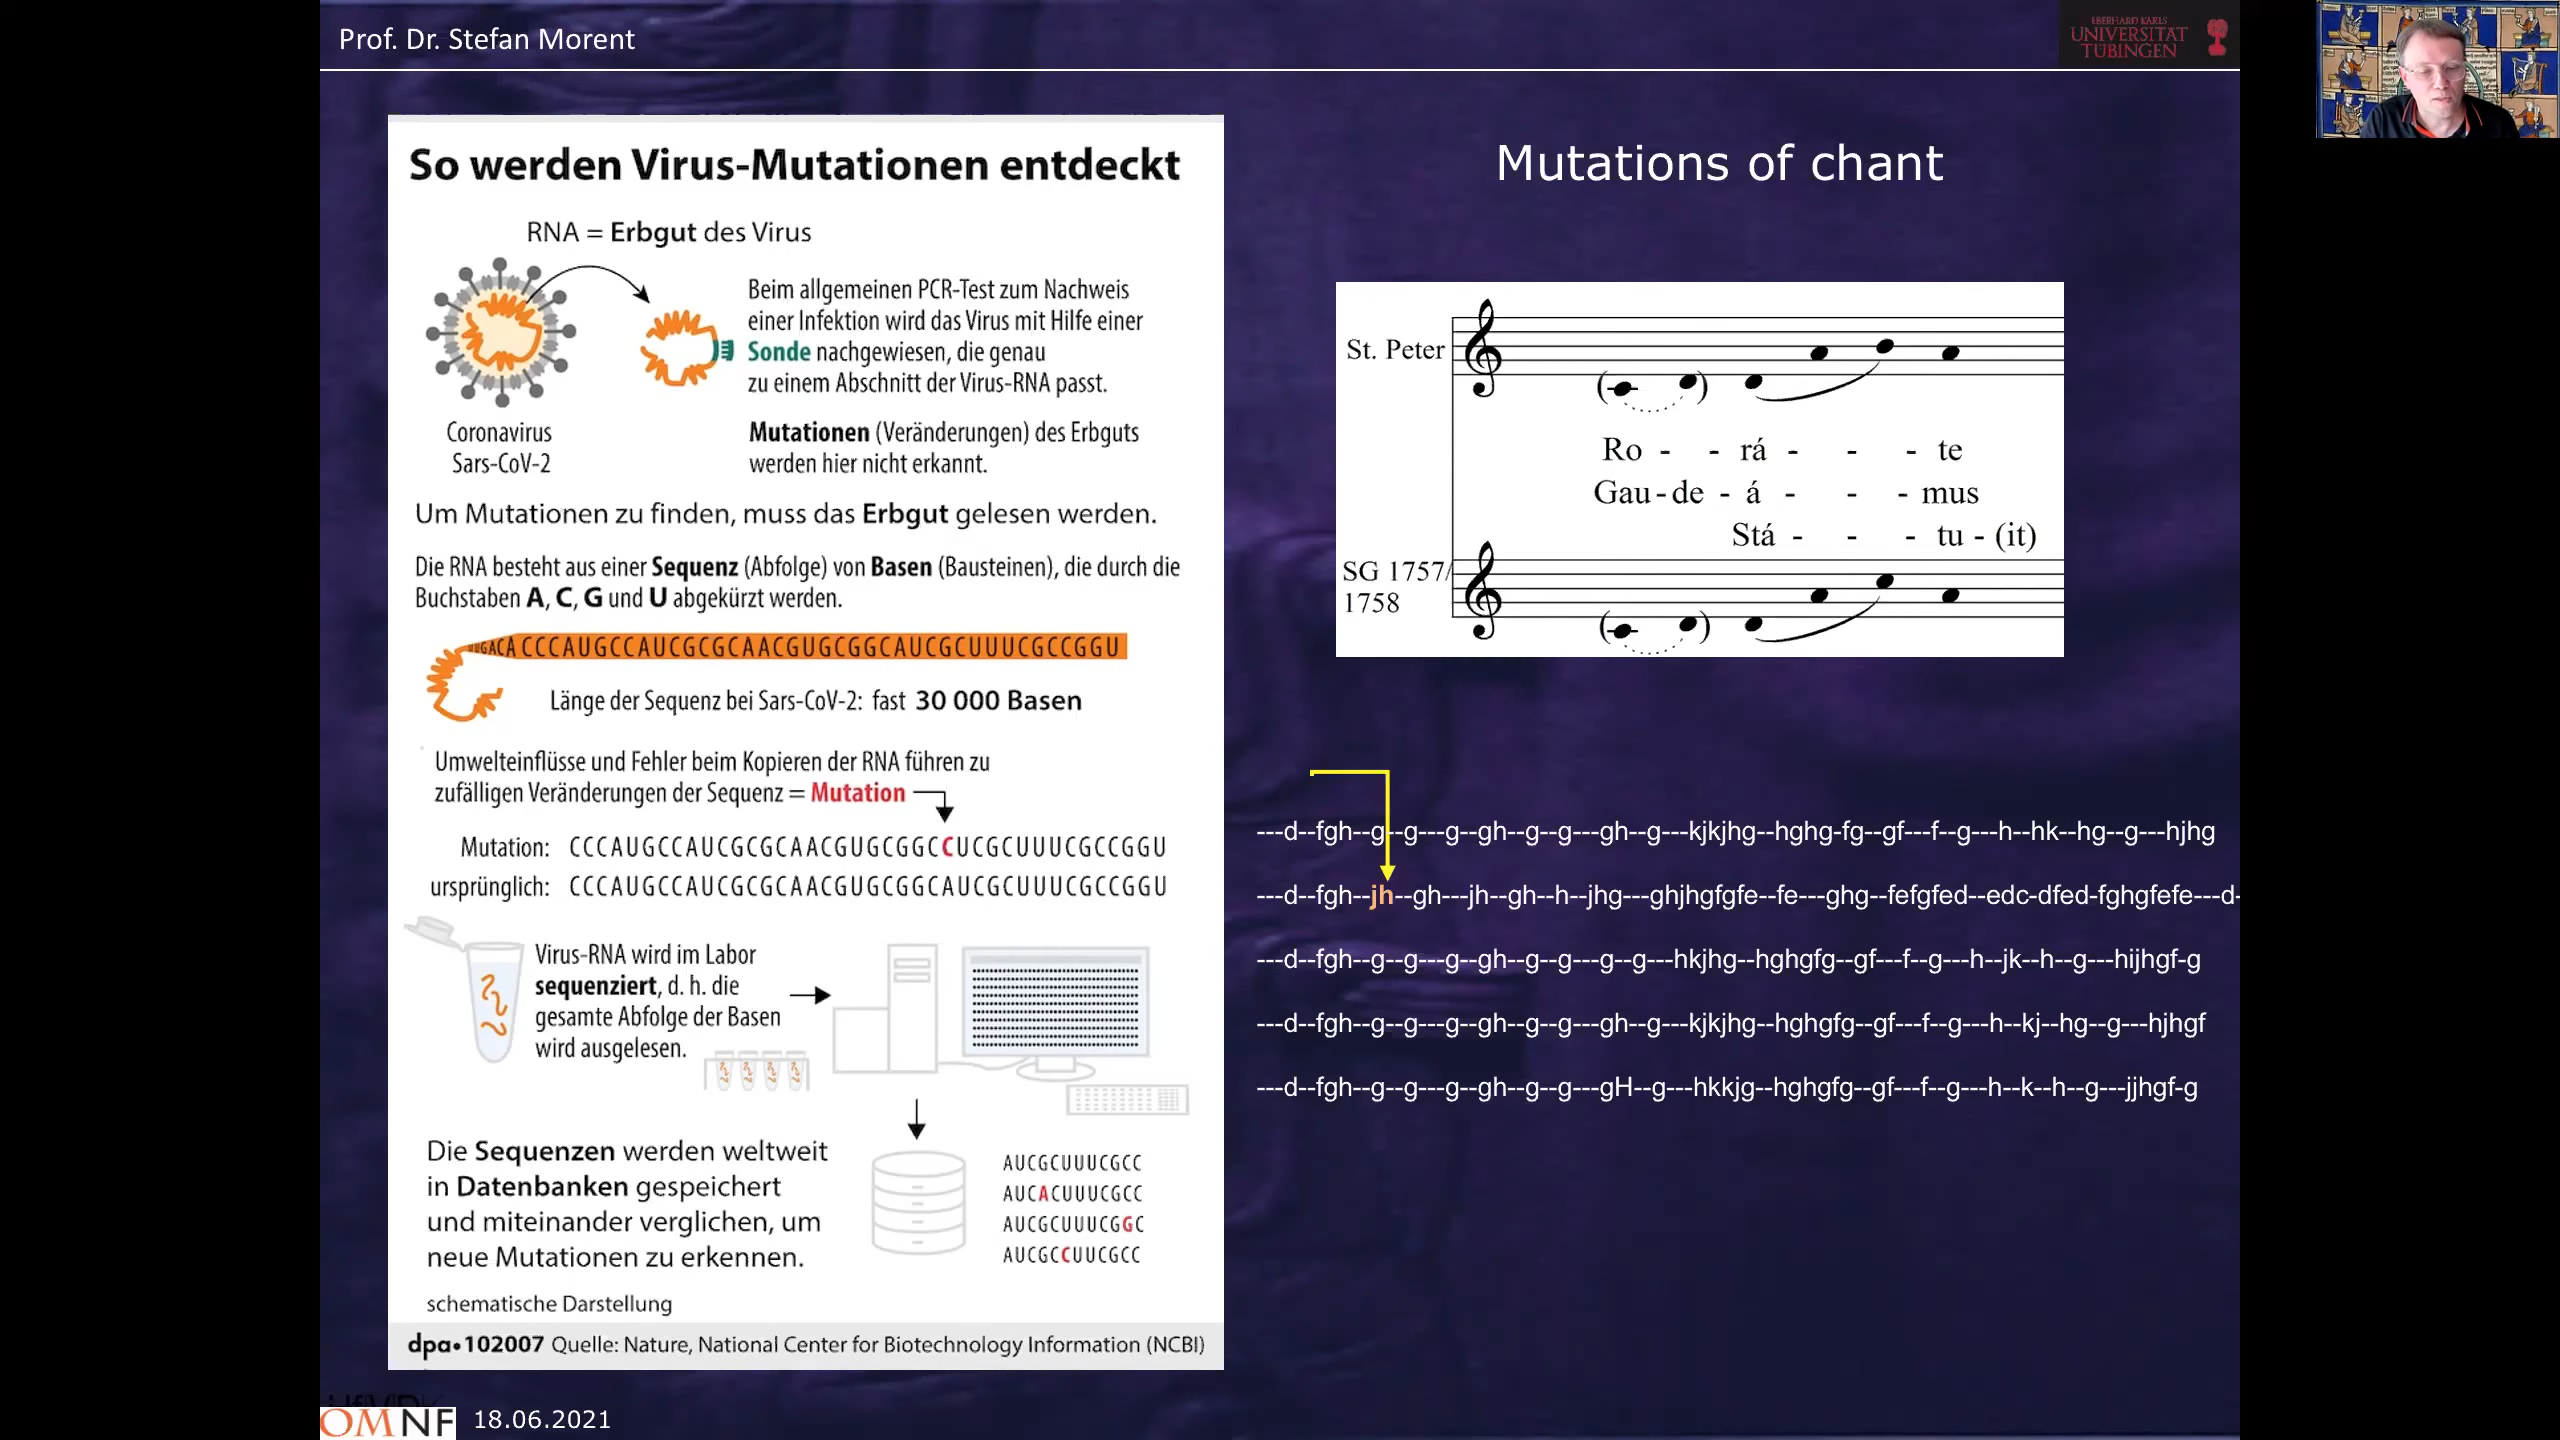 Prof. Dr. Stefan Morent
EBERHARD KARLS
UNIVERSITÄT
TÜBINGEN
So werden Virus-Mutationen entdeckt
RNA = Erbgut des Virus
Beim allgemeinen PCR-Test zum Nachweis
einer Infektion wird das Virus mit Hilfe einer
Sonde nachgewiesen, die genau
zu einem Abschnitt der Virus-RNA passt.
Coronavirus
Sars-CoV-2
Mutationen (Veränderungen) des Erbguts
werden hier nicht erkannt.
Um Mutationen zu finden, muss das Erbgut gelesen werden.
Die RNA besteht aus einer Sequenz (Abfolge) von Basen (Bausteinen), die durch die
Buchstaben A, C, G und U abgekürzt werden.
UGACACCCAUGCCAUCGCGCAACGUGCGGCAUCGCUUUCGCCGGU
Länge der Sequenz bei Sars-CoV-2: fast 30 000 Basen
Umwelteinflüsse und Fehler beim Kopieren der RNA führen zu
zufälligen Veränderungen der Sequenz = Mutation
Mutation: CCCAUGCCAUCGCGCAACGUGCGGCCUCGCUUUCGCCGGU
ursprünglich: CCCAUGCCAUCGCGCAACGUGCGGCAUCGCUUUCGCCGGU
Virus-RNA wird im Labor
sequenziert, d. h. die
gesamte Abfolge der Basen
wird ausgelesen.
Die Sequenzen werden weltweit
in Datenbanken gespeichert
und miteinander verglichen, um
neue Mutationen zu erkennen.
AUCGCUUUCGCC
AUCACUUUCGCC
AUCGCUUUCGGC
AUCGCCUUCGCC
schematische Darstellung
dpa•102007 Quelle: Nature, National Center for Biotechnology Information (NCBI)
Mutations of chant
St. Peter
Ro - - rá - - - te
Gau - de - á - - - mus
Stá - - - tu - (it)
SG 1757/
1758
---d--fgh--g--g---g--gh--g--g---gh--g---kjkjhg--hghg-fg--gf---f--g---h--hk--hg--g---hjhg
---d--fgh--jh--gh---jh--gh--h--jhg---ghjhgfgfe--fe---ghg--fefgfed--edc-dfed-fghgfefe---d-
---d--fgh--g--g---g--gh--g--g---g--g---hkjhg--hghgfg--gf---f--g---h--jk--h--g---hijhgf-g
---d--fgh--g--g---g--gh--g--g---gh--g---kjkjhg--hghgfg--gf---f--g---h--kj--hg--g---hjhgf
---d--fgh--g--g---g--gh--g--g---gH--g---hkkjg--hghgfg--gf---f--g---h--k--h--g---jjhgf-g
OMNF 18.06.2021